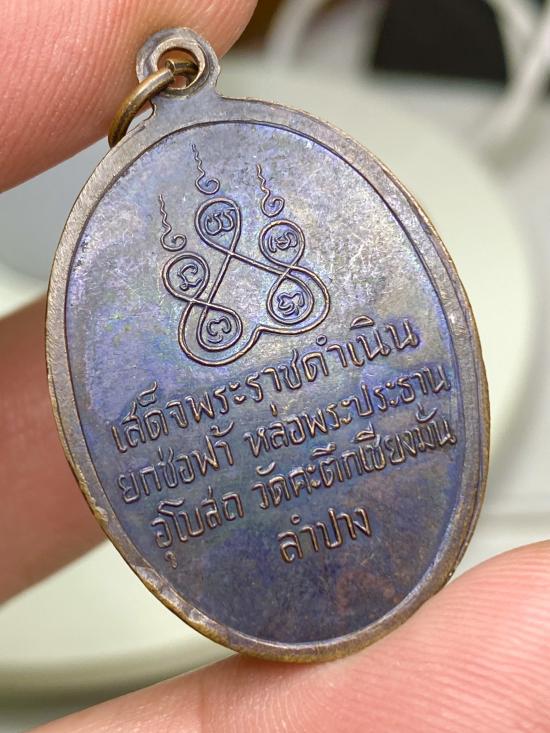 เสด็จพระราชดำเนิน
ยกช่อฟ้า หล่อพระประธาน
อุโบสถ วัดคะตึกเชียงมั่น
ลำปาง